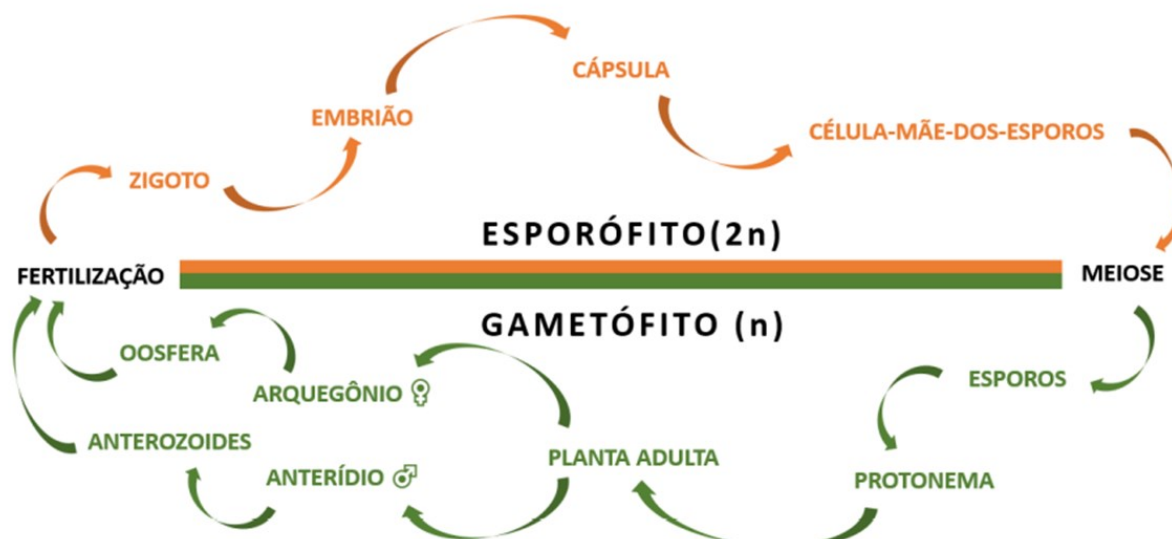 CÁPSULA
EMBRIÃO
CÉLULA-MÃE-DOS-ESPOROS
ZIGOTO
ESPORÓFITO(2n)
FERTILIZAÇÃO
MEIOSE
GAMETÓFITO (n)
OOSFERA
ARQUEGÔNIO
ESPOROS
ANTEROZOIDES
PLANTA ADULTA
ANTERÍDIO
PROTONEMA